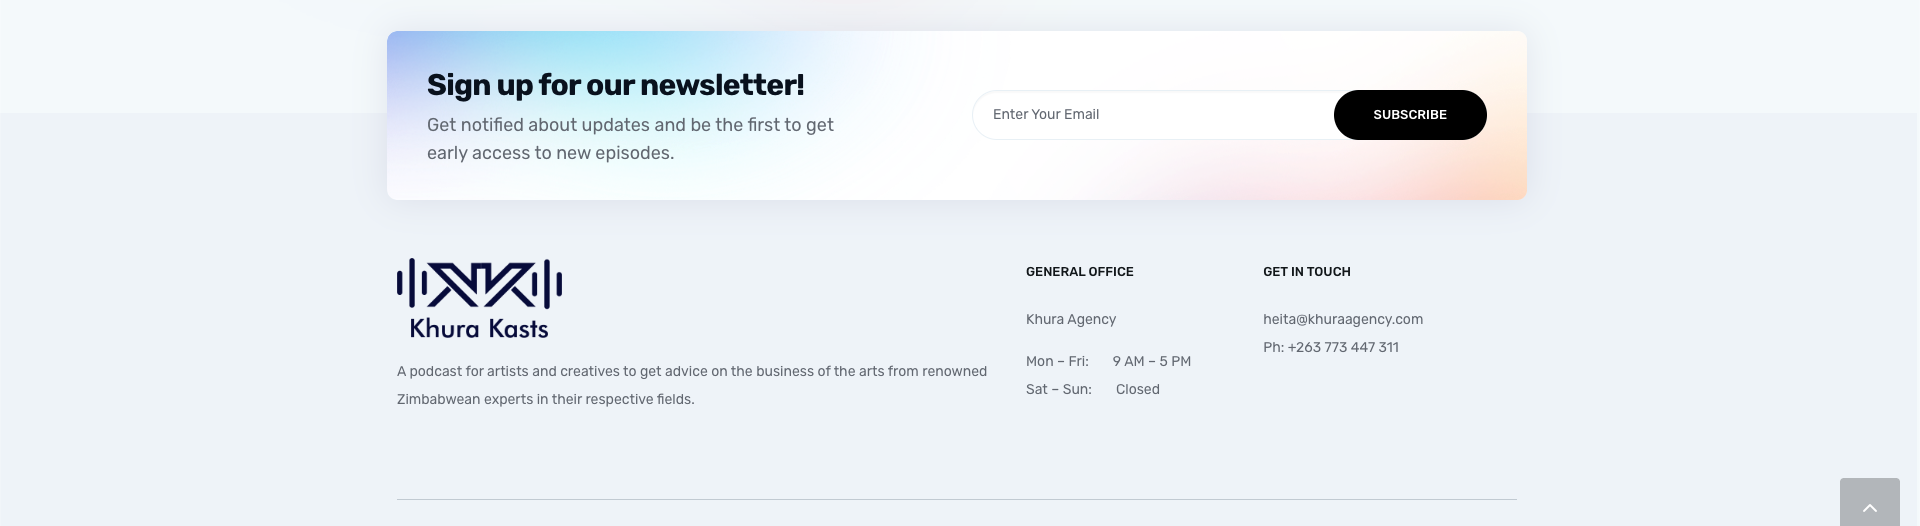 Sign up for our newsletter!
Get notified about updates and be the first to get
early access to new episodes.
Enter Your Email
SUBSCRIBE
Khura Kasts
A podcast for artists and creatives to get advice on the business of the arts from renowned
Zimbabwean experts in their respective fields.
GENERAL OFFICE
Khura Agency
Mon – Fri: 9 AM – 5 PM
Sat – Sun: Closed
GET IN TOUCH
heita@khuraagency.com
Ph: +263 773 447 311